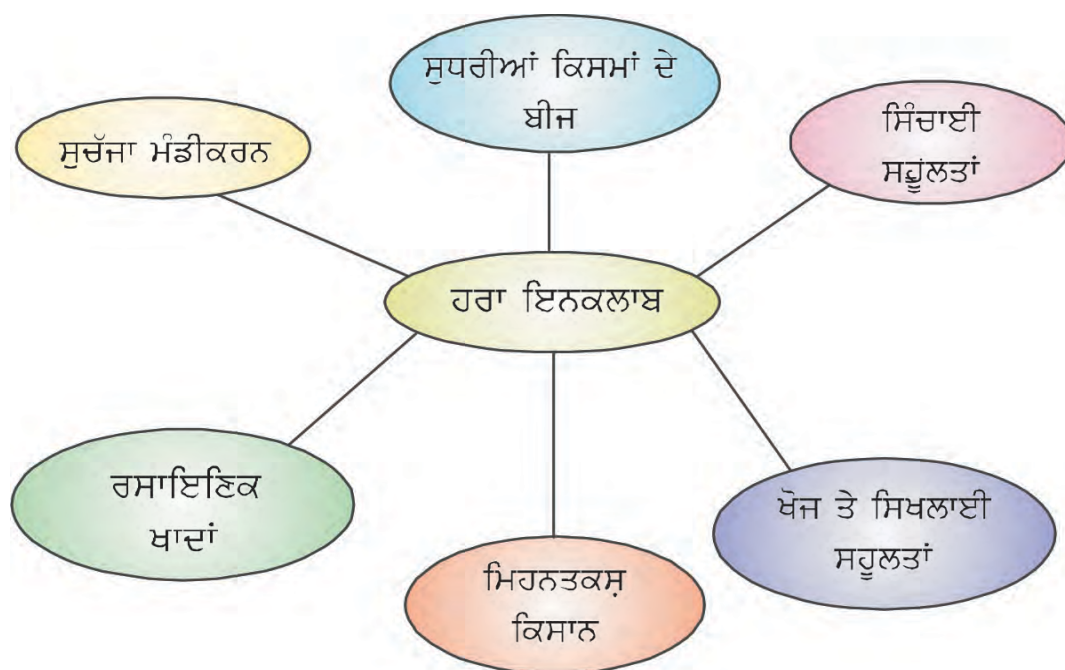 ਸੁਧਰੀਆਂ ਕਿਸਮਾਂ ਦੇ
ਬੀਜ
ਸੁਚੱਜਾ ਮੰਡੀਕਰਨ
ਸਿੰਚਾਈ
ਸਹੂਲਤਾਂ
ਹਰਾ ਇਨਕਲਾਬ
ਰਸਾਇਣਿਕ
ਖਾਦਾਂ
ਖੋਜ ਤੇ ਸਿਖਲਾਈ
ਸਹੂਲਤਾਂ
ਮਿਹਨਤਕਸ਼
ਕਿਸਾਨ